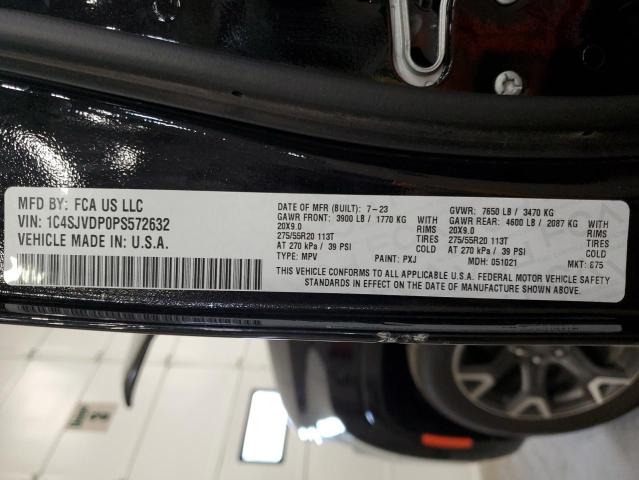 MFD BY: FCA US LLC
VIN: 1C4SJVDP0PS572632
VEHICLE MADE IN: U.S.A.
DATE OF MFR (BUILT): 7-23 GVWR: 7650 LB / 3470 KG
GAWR FRONT: 3900 LB / 1770 KG WITH GAWR REAR: 4600 LB / 2087 KG WITH
20X9.0 RIMS 20X9.0 RIMS
275/55R20 113T TIRES 275/55R20 113T TIRES
AT 270 kPa / 39 PSI COLD AT 270 kPa / 39 PSI COLD
TYPE: MPV PAINT: PXJ MDH: 051021 MKT: 875
THIS VEHICLE CONFORMS TO ALL APPLICABLE U.S.A. FEDERAL MOTOR VEHICLE SAFETY
STANDARDS IN EFFECT ON THE DATE OF MANUFACTURE SHOWN ABOVE.